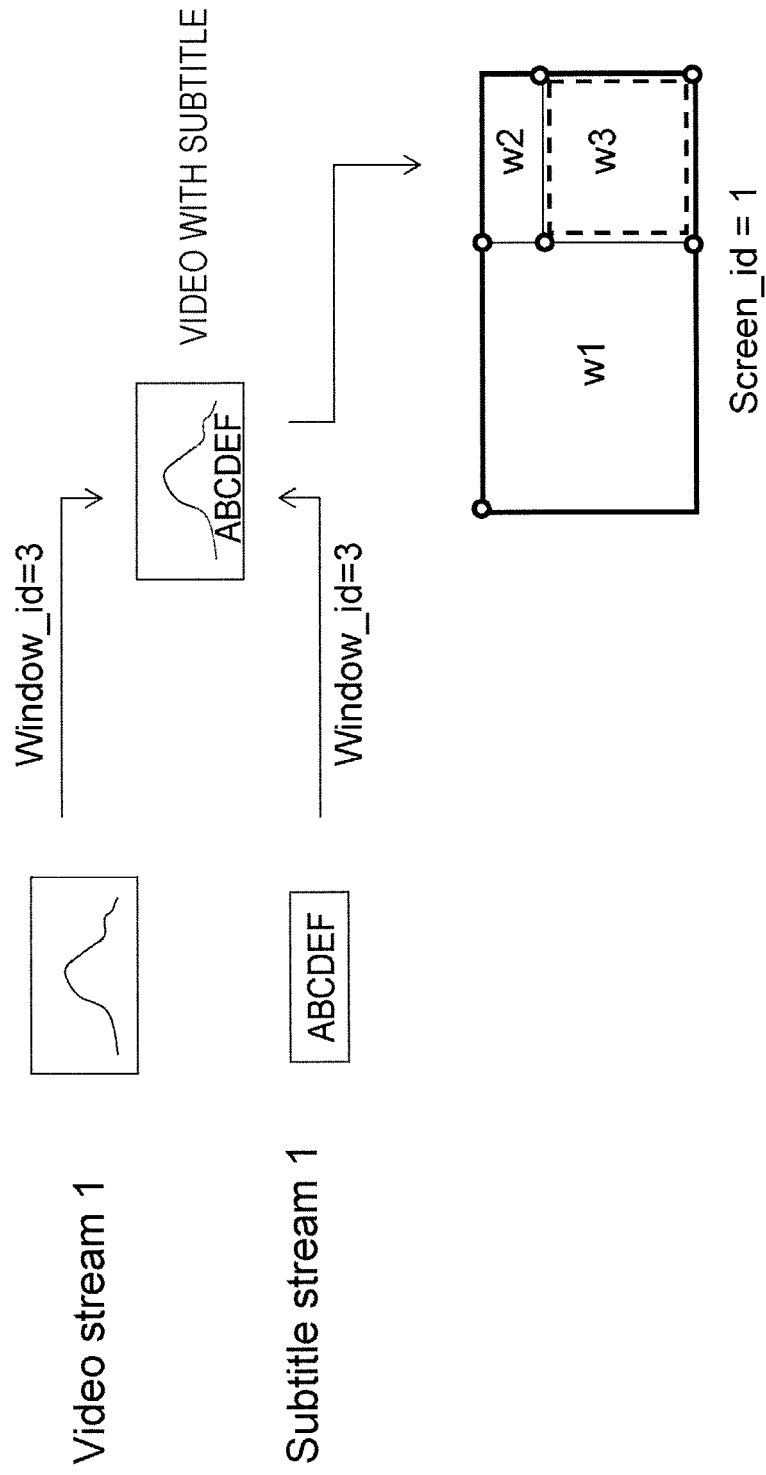 Video stream 1
Window_id=3
ABCDEF
VIDEO WITH SUBTITLE
Subtitle stream 1
ABCDEF
Window_id=3
w1
w2
w3
Screen_id = 1